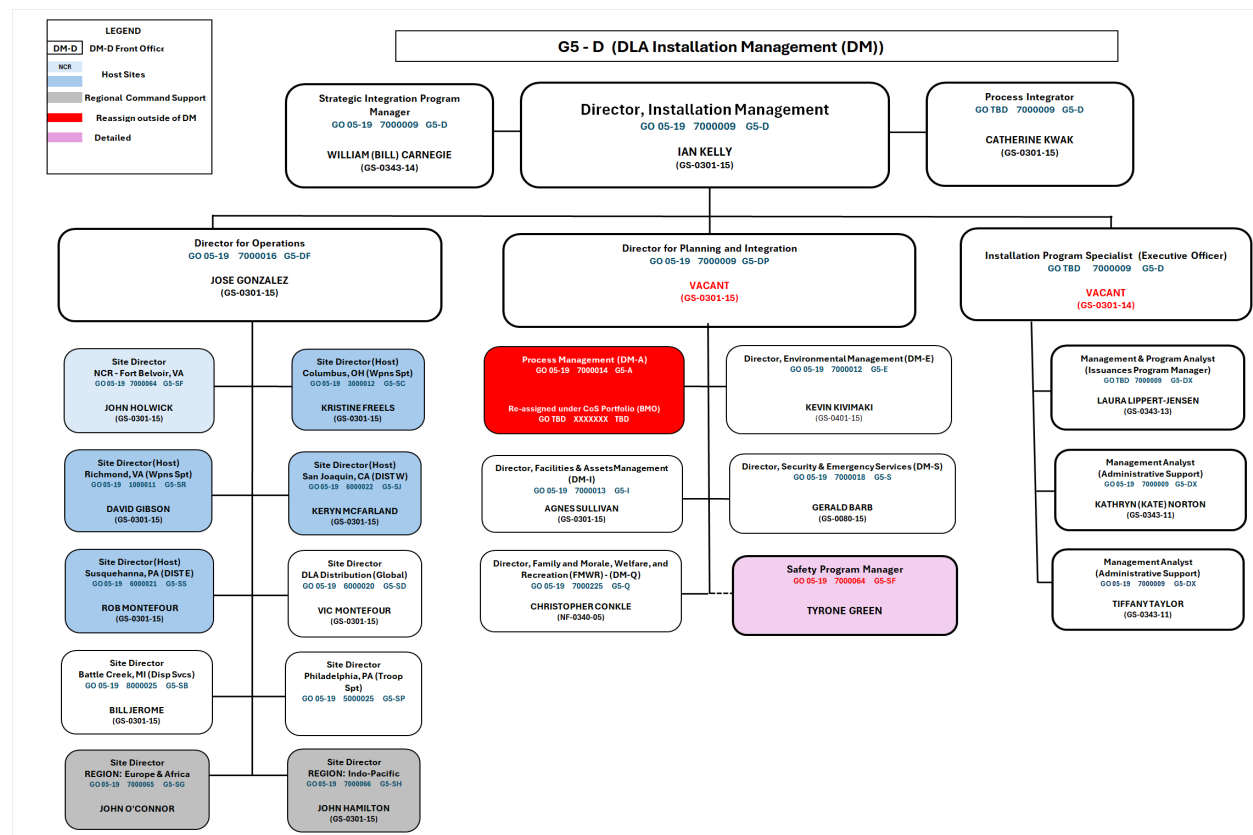 LEGEND
DM-D DM-D Front Office
NCR
Host Sites
Regional Command Support
Reassign outside of DM
Detailed
G5 - D (DLA Installation Management (DM))
Strategic Integration Program
Manager
GO 05-19 7000009 G5-D
WILLIAM (BILL) CARNEGIE
(GS-0343-14)
Director, Installation Management
GO 05-19 7000009 G5-D
IAN KELLY
(GS-0301-15)
Process Integrator
GO TBD 7000009 G5-D
CATHERINE KWAK
(GS-0301-15)
Director for Operations
GO 05-19 7000016 G5-DF
JOSE GONZALEZ
(GS-0301-15)
Director for Planning and Integration
GO 05-19 7000009 G5-DP
VACANT
(GS-0301-15)
Installation Program Specialist (Executive Officer)
GO TBD 7000009 G5-D
VACANT
(GS-0301-14)
Site Director
NCR - Fort Belvoir, VA
GO 05-19 7000064 G5-SF
JOHN HOLWICK
(GS-0301-15)
Site Director (Host)
Columbus, OH (Wpns Spt)
GO 05-19 3000012 G5-SC
KRISTINE FREELS
(GS-0301-15)
Site Director (Host)
Richmond, VA (Wpns Spt)
GO 05-19 1000011 G5-SR
DAVID GIBSON
(GS-0301-15)
Site Director (Host)
San Joaquin, CA (DIST W)
GO 05-19 6000022 G5-SJ
KERYN MCFARLAND
(GS-0301-15)
Site Director (Host)
Susquehanna, PA (DIST E)
GO 05-19 6000021 G5-SS
ROB MONTEFOUR
(GS-0301-15)
Site Director
DLA Distribution (Global)
GO 05-19 6000020 G5-SD
VIC MONTEFOUR
(GS-0301-15)
Site Director
Battle Creek, MI (Disp Svcs)
GO 05-19 8000025 G5-SB
BILL JEROME
(GS-0301-15)
Site Director
Philadelphia, PA (Troop
Spt)
GO 05-19 5000025 G5-SP
Site Director
REGION: Europe & Africa
GO 05-19 7000065 G5-SG
JOHN O'CONNOR
Site Director
REGION: Indo-Pacific
GO 05-19 7000066 G5-SH
JOHN HAMILTON
(GS-0301-15)
Process Management (DM-A)
GO 05-19 7000014 G5-A
Re-assigned under CoS Portfolio (BMO)
GO TBD XXXXXXX TBD
Director, Environmental Management (DM-E)
GO 05-19 7000012 G5-E
KEVIN KIVIMAKI
(GS-0401-15)
Director, Facilities & Assets Management
(DM-I)
GO 05-19 7000013 G5-I
AGNES SULLIVAN
(GS-0301-15)
Director, Security & Emergency Services (DM-S)
GO 05-19 7000018 G5-S
GERALD BARB
(GS-0080-15)
Director, Family and Morale, Welfare, and
Recreation (FMWR) - (DM-Q)
GO 05-19 7000225 G5-Q
CHRISTOPHER CONKLE
(NF-0340-05)
Safety Program Manager
GO 05-19 7000064 G5-SF
TYRONE GREEN
Management & Program Analyst
(Issuances Program Manager)
GO TBD 7000009 G5-DX
LAURA LIPPERT-JENSEN
(GS-0343-13)
Management Analyst
(Administrative Support)
GO 05-19 7000009 G5-DX
KATHRYN (KATE) NORTON
(GS-0343-11)
Management Analyst
(Administrative Support)
GO 05-19 7000009 G5-DX
TIFFANY TAYLOR
(GS-0343-11)